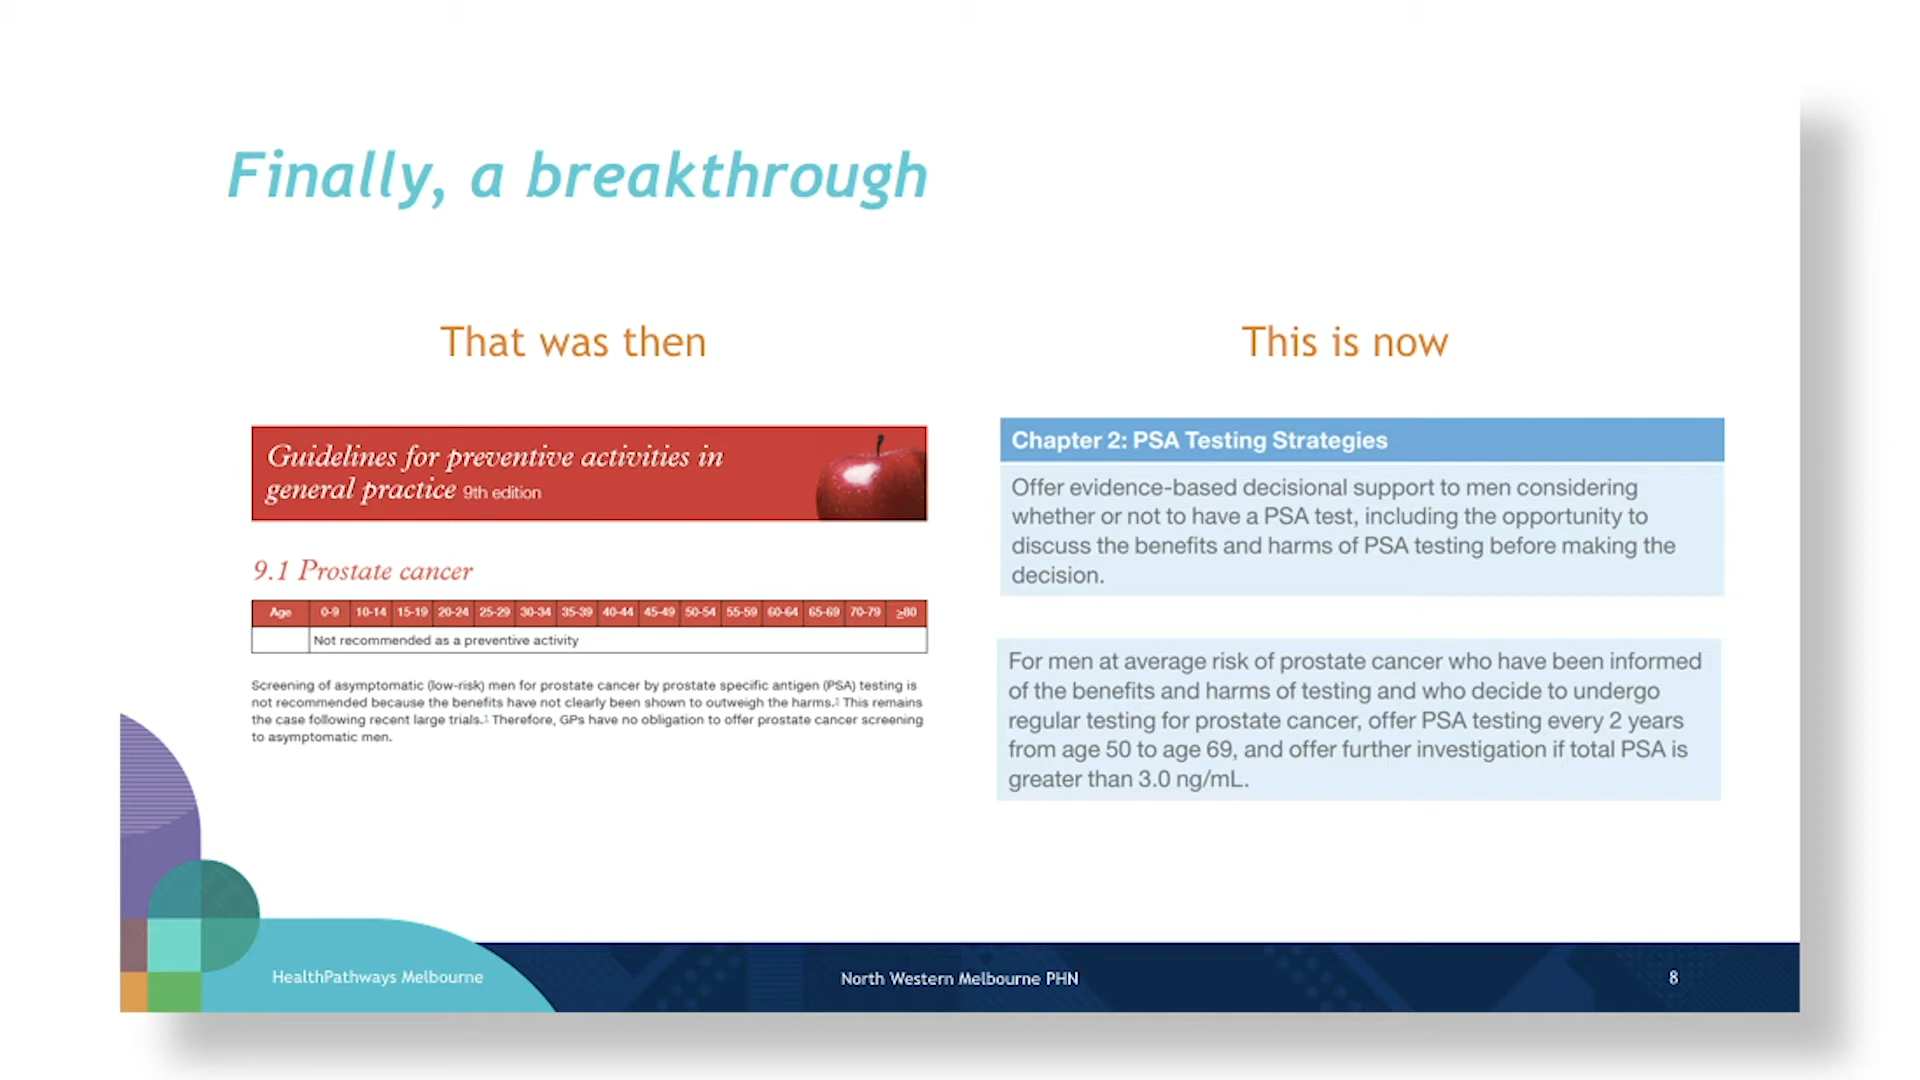 Finally, a breakthrough
That was then
Guidelines for preventive activities in
general practice 9th edition
9.1 Prostate cancer
Age 0-9 10-14 15-19 20-24 25-29 30-34 35-39 40-44 45-49 50-54 55-59 60-64 65-69 70-79 ≥80
Not recommended as a preventive activity
Screening of asymptomatic (low-risk) men for prostate cancer by prostate specific antigen (PSA) testing is
not recommended because the benefits have not clearly been shown to outweigh the harms. This remains
the case following recent large trials. Therefore, GPs have no obligation to offer prostate cancer screening
to asymptomatic men.
This is now
Chapter 2: PSA Testing Strategies
Offer evidence-based decisional support to men considering
whether or not to have a PSA test, including the opportunity to
discuss the benefits and harms of PSA testing before making the
decision.
For men at average risk of prostate cancer who have been informed
of the benefits and harms of testing and who decide to undergo
regular testing for prostate cancer, offer PSA testing every 2 years
from age 50 to age 69, and offer further investigation if total PSA is
greater than 3.0 ng/mL.
HealthPathways Melbourne
North Western Melbourne PHN
8